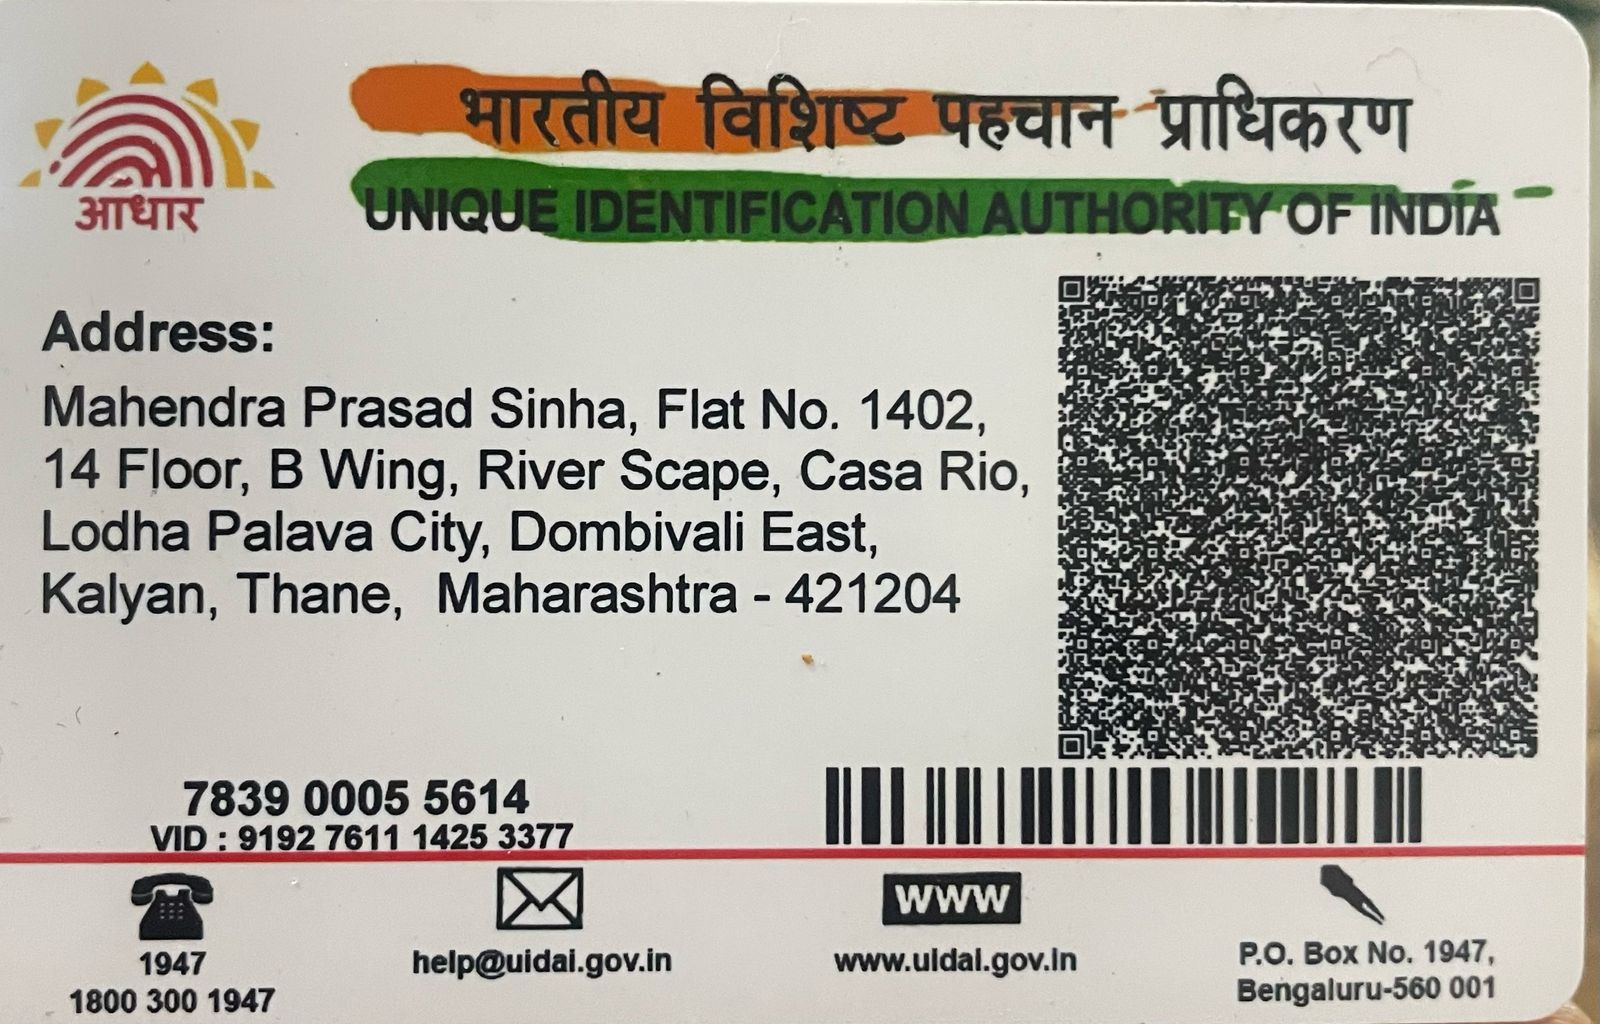 भारतीय विशिष्ट पहचान प्राधिकरण
UNIQUE IDENTIFICATION AUTHORITY OF INDIA
आधार
Address:
Mahendra Prasad Sinha, Flat No. 1402,
14 Floor, B Wing, River Scape, Casa Rio,
Lodha Palava City, Dombivali East,
Kalyan, Thane, Maharashtra - 421204
7839 0005 5614
VID : 9192 7611 1425 3377
1947
1800 300 1947
help@uidai.gov.in
www
www.uidai.gov.in
P.O. Box No. 1947,
Bengaluru-560 001